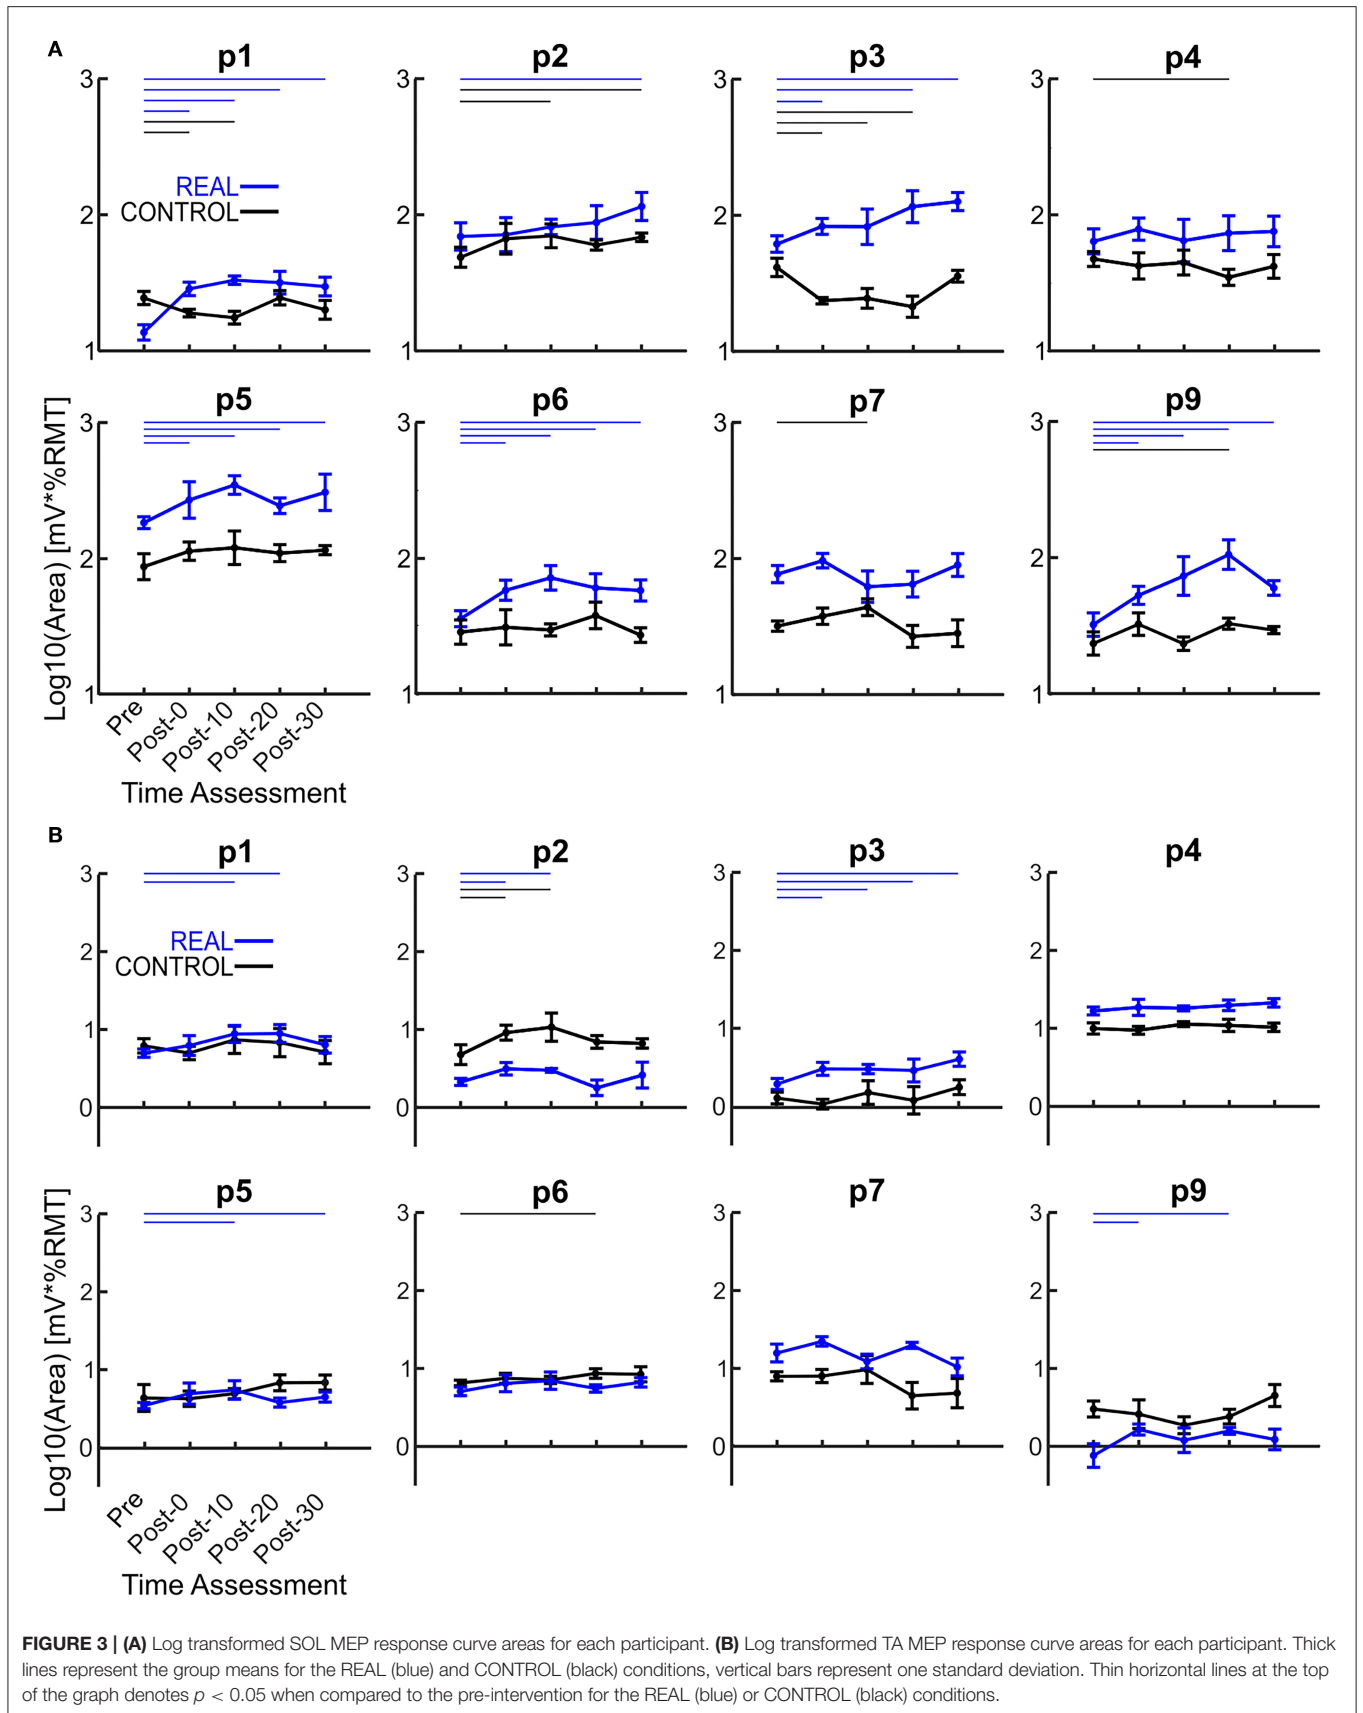 A
p1
p2
p3
p4
3
3
3
3
REAL
CONTROL
2
2
2
2
1
1
1
1
p5
p6
p7
p9
3
3
3
3
2
2
2
2
1
1
1
1
Log10(Area) [mV*%RMT]
Pre
Post-0
Post-10
Post-20
Post-30
Time Assessment
B
p1
p2
p3
p4
3
3
3
3
2
2
2
2
REAL
CONTROL
1
1
1
1
0
0
0
0
p5
p6
p7
p9
3
3
3
3
2
2
2
2
1
1
1
1
0
0
0
0
Log10(Area) [mV*%RMT]
Pre
Post-0
Post-10
Post-20
Post-30
Time Assessment
FIGURE 3 | (A) Log transformed SOL MEP response curve areas for each participant. (B) Log transformed TA MEP response curve areas for each participant. Thick
lines represent the group means for the REAL (blue) and CONTROL (black) conditions, vertical bars represent one standard deviation. Thin horizontal lines at the top
of the graph denotes p < 0.05 when compared to the pre-intervention for the REAL (blue) or CONTROL (black) conditions.